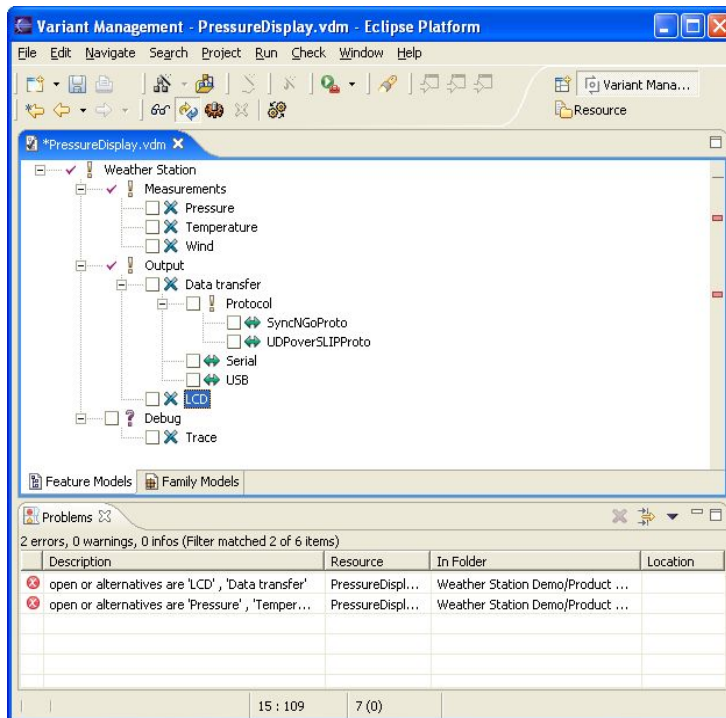 Variant Management - PressureDisplay.vdm - Eclipse Platform
File Edit Navigate Search Project Run Check Window Help
Variant Mana...
Resource
*PressureDisplay.vdm
Weather Station
Measurements
Pressure
Temperature
Wind
Output
Data transfer
Protocol
SyncNGoProto
UDPoverSLIPProto
Serial
USB
LCD
Debug
Trace
Feature Models Family Models
Problems
2 errors, 0 warnings, 0 infos (Filter matched 2 of 6 items)
Description Resource In Folder Location
open or alternatives are 'LCD' , 'Data transfer' PressureDispl... Weather Station Demo/Product ...
open or alternatives are 'Pressure' , 'Temper... PressureDispl... Weather Station Demo/Product ...
15 : 109 7 (0)